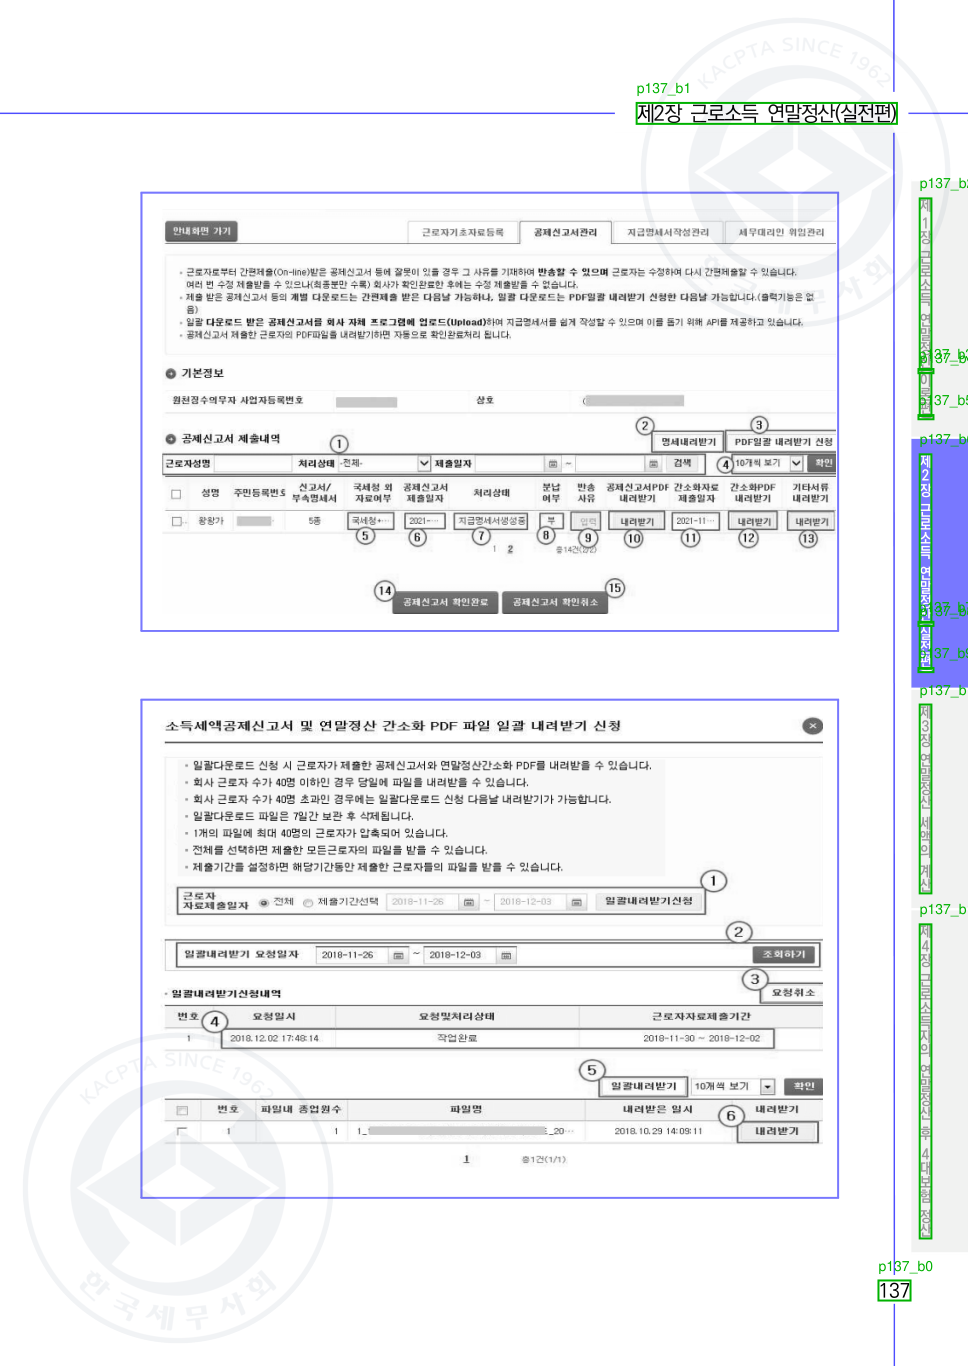 p137_b1
제2장 근로소득 연말정산(실전편)
안내화면 가기
근로자기초자료등록 공제신고서관리 지급명세서작성관리 세무대리인 위임관리
- 근로자로부터 간편제출(On-line)받은 공제신고서 등에 잘못이 있을 경우 그 사유를 기재하여 반송할 수 있으며 근로자는 수정하여 다시 간편제출할 수 있습니다.
여러 번 수정 제출받을 수 있으나(최종분만 수록) 회사가 확인완료한 후에는 수정 제출받을 수 없습니다.
- 제출 받은 공제신고서 등의 개별 다운로드는 간편제출 받은 다음날 가능하나, 일괄 다운로드는 PDF일괄 내려받기 신청한 다음날 가능합니다.(출력기능은 없
음)
- 일괄 다운로드 받은 공제신고서를 회사 자체 프로그램에 업로드(Upload)하여 지급명세서를 쉽게 작성할 수 있으며 이를 돕기 위해 API를 제공하고 있습니다.
- 공제신고서 제출한 근로자의 PDF파일을 내려받기하면 자동으로 확인완료처리 됩니다.
기본정보
원천징수의무자 사업자등록번호 상호 (
공제신고서 제출내역 ① ② 명세내려받기 ③ PDF일괄 내려받기 신청
근로자성명 처리상태 -전체- 제출일자 ~ 검색 ④ 10개씩 보기 확인
성명 주민등록번호 신고서/부속명세서 국세청 외 자료여부 공제신고서 제출일자 처리상태 분납여부 반송사유 공제신고서PDF 내려받기 간소화자료 제출일자 간소화PDF 내려받기 기타서류 내려받기
황황가 5종 국세청+… 2021-… 지급명세서생성중 부 입력 내려받기 2021-11-… 내려받기 내려받기
⑤ ⑥ ⑦ ⑧ ⑨ ⑩ ⑪ ⑫ ⑬
1 2 총14건(2/2)
⑭ 공제신고서 확인완료 공제신고서 확인취소 ⑮
소득세액공제신고서 및 연말정산 간소화 PDF 파일 일괄 내려받기 신청
- 일괄다운로드 신청 시 근로자가 제출한 공제신고서와 연말정산간소화 PDF를 내려받을 수 있습니다.
- 회사 근로자 수가 40명 이하인 경우 당일에 파일을 내려받을 수 있습니다.
- 회사 근로자 수가 40명 초과인 경우에는 일괄다운로드 신청 다음날 내려받기가 가능합니다.
- 일괄다운로드 파일은 7일간 보관 후 삭제됩니다.
- 1개의 파일에 최대 40명의 근로자가 압축되어 있습니다.
- 전체를 선택하면 제출한 모든근로자의 파일을 받을 수 있습니다.
- 제출기간을 설정하면 해당기간동안 제출한 근로자들의 파일을 받을 수 있습니다.
①
근로자
자료제출일자 전체 제출기간선택 2018-11-26 ~ 2018-12-03 일괄내려받기신청
②
일괄내려받기 요청일자 2018-11-26 ~ 2018-12-03 조회하기
- 일괄내려받기신청내역 ③ 요청취소
번호 ④ 요청일시 요청및처리상태 근로자자료제출기간
1 2018.12.02 17:48:14 작업완료 2018-11-30 ~ 2018-12-02
⑤ 일괄내려받기 10개씩 보기 확인
번호 파일내 종업원수 파일명 내려받은 일시 ⑥ 내려받기
1 1 1_ _20… 2018.10.29 14:09:11 내려받기
1 총1건(1/1)
제1장 근로소득 연말정산(이론편)
제2장 근로소득 연말정산(실전편)
제3장 연말정산 세액의 계산
제4장 근로소득자의 연말정산 후 4대보험 정산
p137_b0
137
KACPTA SINCE 1962
한국세무사회